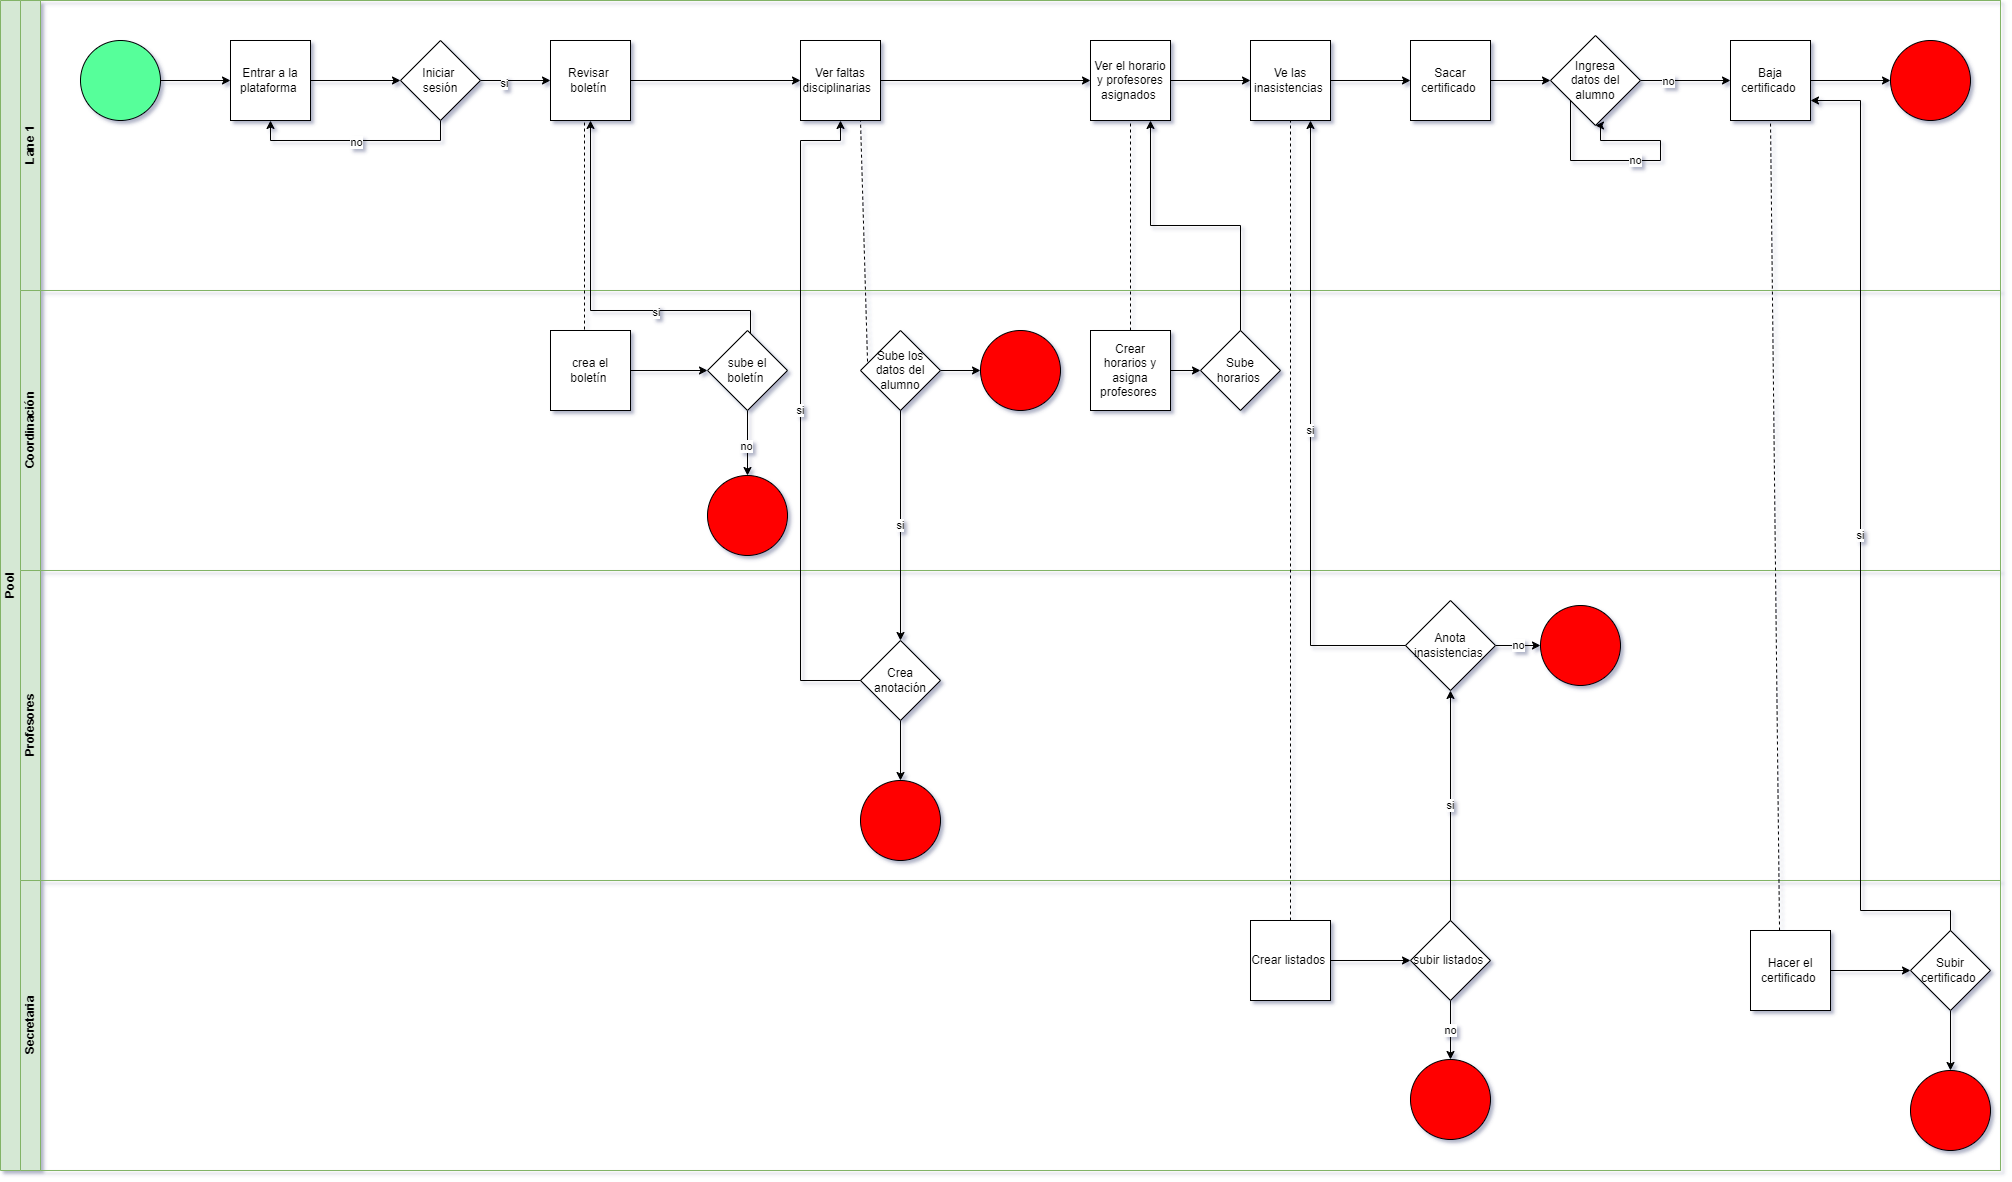 Pool
Lane 1
Entrar a la
plataforma
Iniciar
sesión
si
no
Revisar
boletín
Ver faltas
disciplinarias
Ver el horario
y profesores
asignados
Ve las
inasistencias
Sacar
certificado
Ingresa
datos del
alumno
no
no
Baja
certificado
Coordinación
si
crea el
boletín
sube el
boletín
no
si
Sube los
datos del
alumno
si
Crear
horarios y
asigna
profesores
Sube
horarios
si
si
Profesores
Crea
anotación
Anota
inasistencias
no
si
Secretaria
Crear listados
subir listados
no
Hacer el
certificado
Subir
certificado